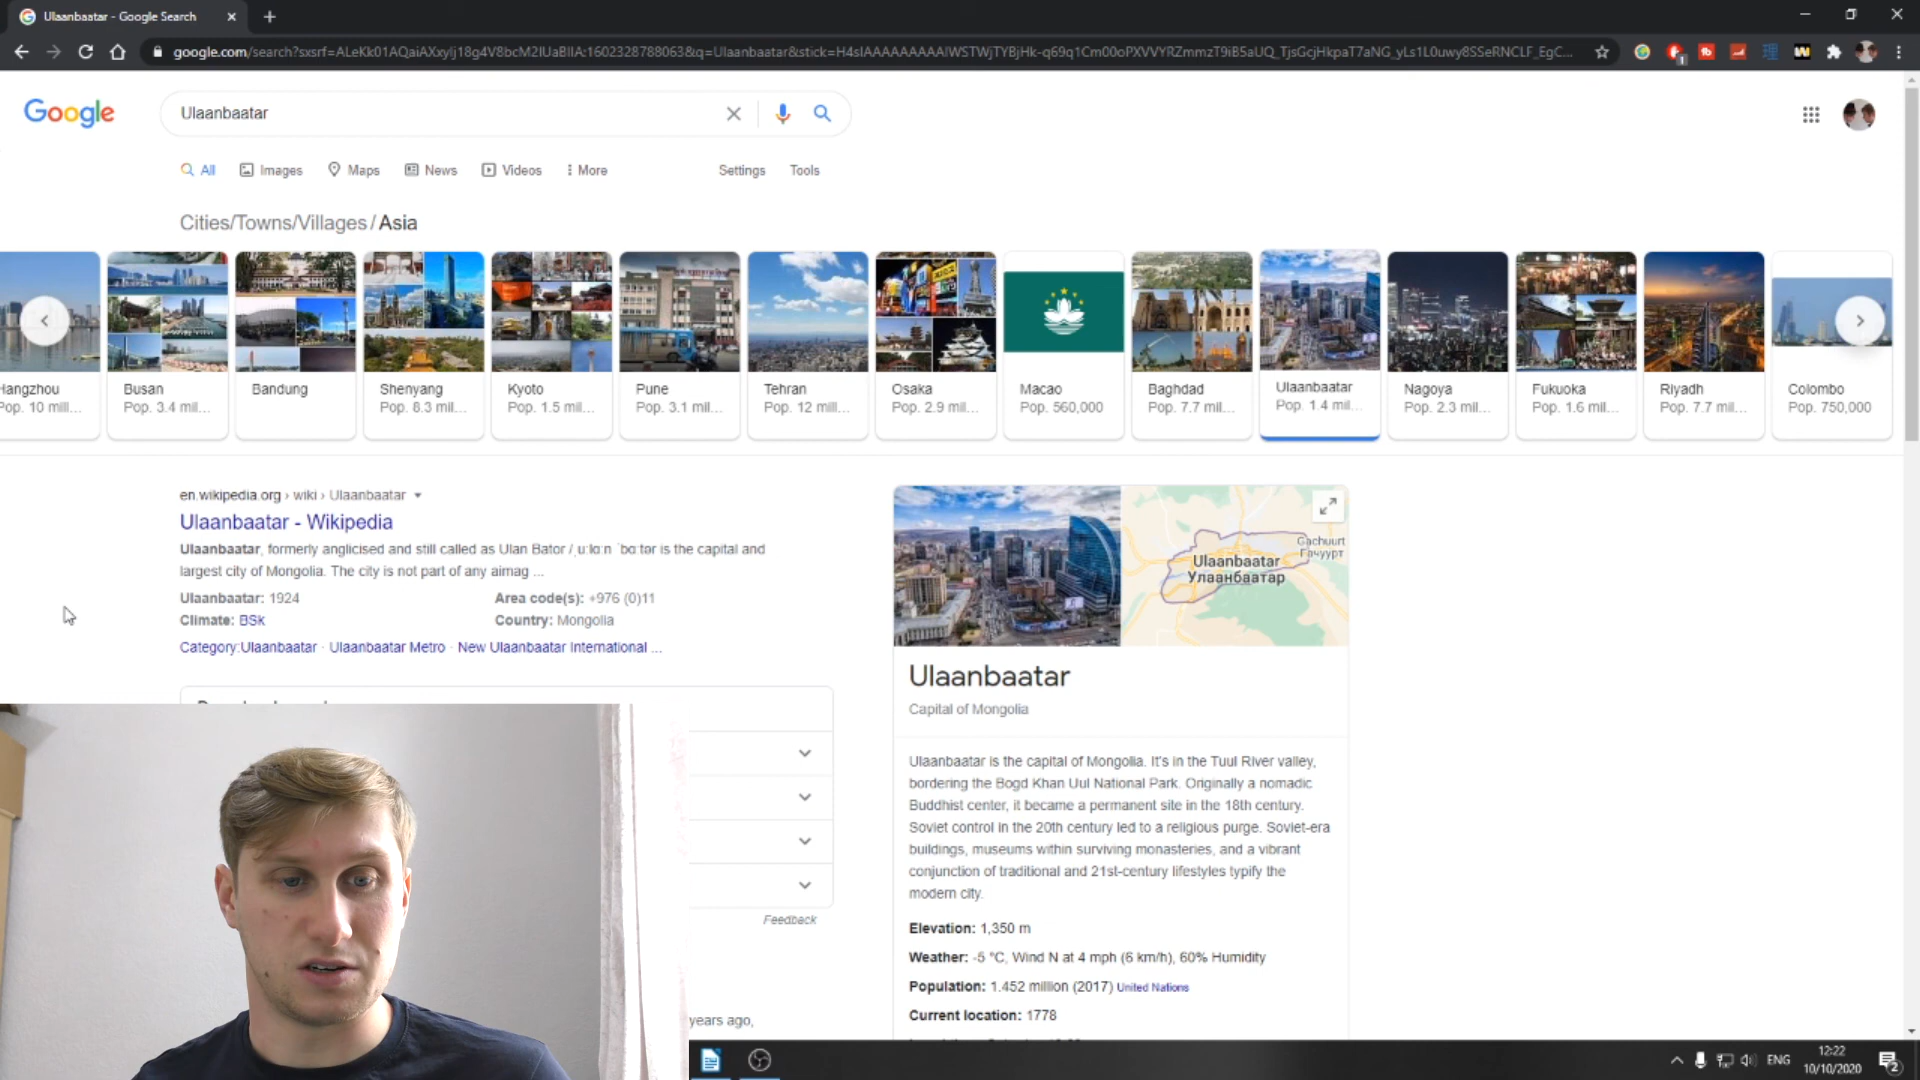 Ulaanbaatar - Google Search
google.com/search?sxsrf=ALeKk01AQaiAXxyIj18g4V8bcM2IUaBIIA:1602328788063&q=Ulaanbaatar&stick=
Google
Ulaanbaatar
All Images Maps News Videos More Settings Tools
Cities/Towns/Villages / Asia
Hangzhou Busan Bandung Shenyang Kyoto Pune Tehran Osaka Macao Baghdad Ulaanbaatar Nagoya Fukuoka Riyadh Colombo
Pop. 10 mill... Pop. 3.4 mil... Pop. 8.3 mil... Pop. 1.5 mil... Pop. 3.1 mil... Pop. 12 mill... Pop. 2.9 mil... Pop. 560,000 Pop. 7.7 mil... Pop. 1.4 mil... Pop. 2.3 mil... Pop. 1.6 mil... Pop. 7.7 mil... Pop. 750,000
en.wikipedia.org › wiki › Ulaanbaatar
Ulaanbaatar - Wikipedia
Ulaanbaatar, formerly anglicised and still called as Ulan Bator is the capital and
largest city of Mongolia. The city is not part of any aimag ...
Ulaanbaatar: 1924 Area code(s): +976 (0)11
Climate: BSk Country: Mongolia
Category:Ulaanbaatar · Ulaanbaatar Metro · New Ulaanbaatar International ...
Feedback
years ago,
Gachuurt
Гачуурт
Ulaanbaatar
Улаанбаатар
Ulaanbaatar
Capital of Mongolia
Ulaanbaatar is the capital of Mongolia. It's in the Tuul River valley,
bordering the Bogd Khan Uul National Park. Originally a nomadic
Buddhist center, it became a permanent site in the 18th century.
Soviet control in the 20th century led to a religious purge. Soviet-era
buildings, museums within surviving monasteries, and a vibrant
conjunction of traditional and 21st-century lifestyles typify the
modern city.
Elevation: 1,350 m
Weather: -5 °C, Wind N at 4 mph (6 km/h), 60% Humidity
Population: 1.452 million (2017) United Nations
Current location: 1778
ENG
12:22
10/10/2020
2